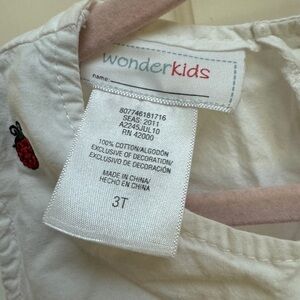 wonderkids
name:
807746181716
SEAS: 2011
A2245JUL10
RN 42000
100% COTTON/ALGODÓN
EXCLUSIVE OF DECORATION/
EXCLUSIVO DE DECORACIÓN
MADE IN CHINA/
HECHO EN CHINA
3T